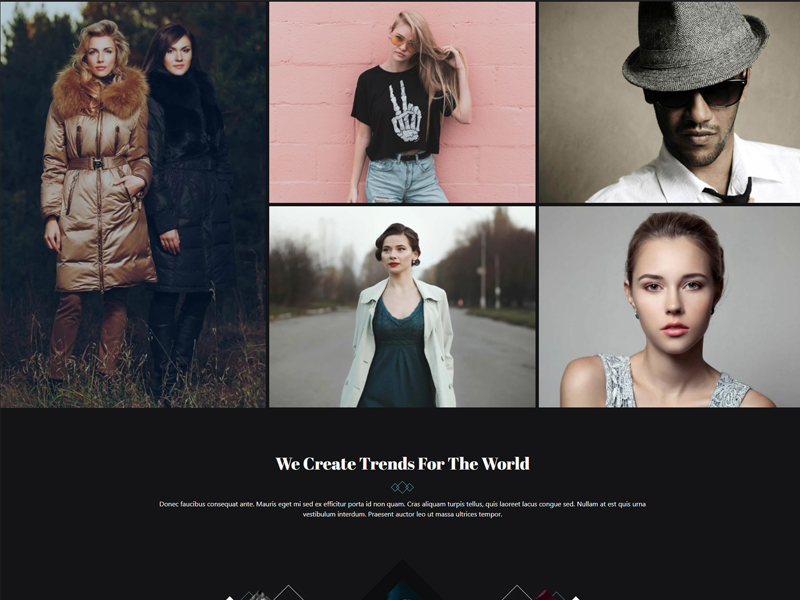 We Create Trends For The World
Donec faucibus consequat ante. Mauris eget mi sed ex efficitur porta id non quam. Cras aliquam turpis tellus, quis laoreet lacus congue sed. Nullam at est quis urna
vestibulum interdum. Praesent auctor leo ut massa ultrices tempor.